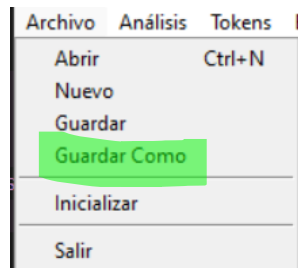 Archivo Análisis Tokens
Abrir Ctrl+N
Nuevo
Guardar
Guardar Como
Inicializar
Salir